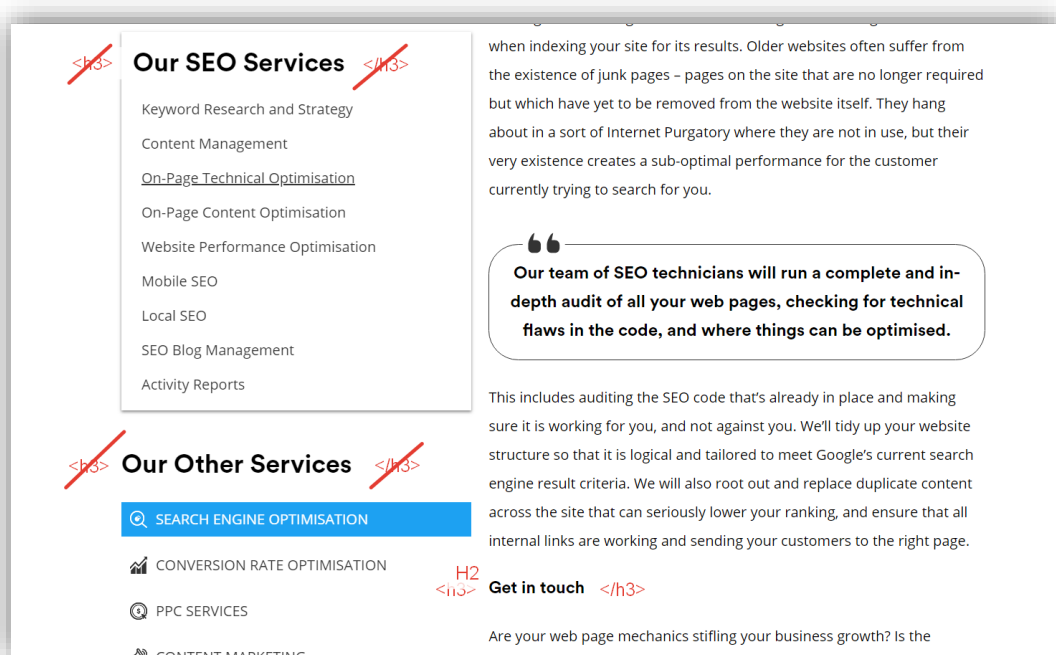 <h3> Our SEO Services </h3>
Keyword Research and Strategy
Content Management
On-Page Technical Optimisation
On-Page Content Optimisation
Website Performance Optimisation
Mobile SEO
Local SEO
SEO Blog Management
Activity Reports
<h3> Our Other Services </h3>
SEARCH ENGINE OPTIMISATION
CONVERSION RATE OPTIMISATION
PPC SERVICES
CONTENT MARKETING
when indexing your site for its results. Older websites often suffer from
the existence of junk pages – pages on the site that are no longer required
but which have yet to be removed from the website itself. They hang
about in a sort of Internet Purgatory where they are not in use, but their
very existence creates a sub-optimal performance for the customer
currently trying to search for you.
Our team of SEO technicians will run a complete and in-
depth audit of all your web pages, checking for technical
flaws in the code, and where things can be optimised.
This includes auditing the SEO code that’s already in place and making
sure it is working for you, and not against you. We’ll tidy up your website
structure so that it is logical and tailored to meet Google’s current search
engine result criteria. We will also root out and replace duplicate content
across the site that can seriously lower your ranking, and ensure that all
internal links are working and sending your customers to the right page.
H2
<h3> Get in touch </h3>
Are your web page mechanics stifling your business growth? Is the